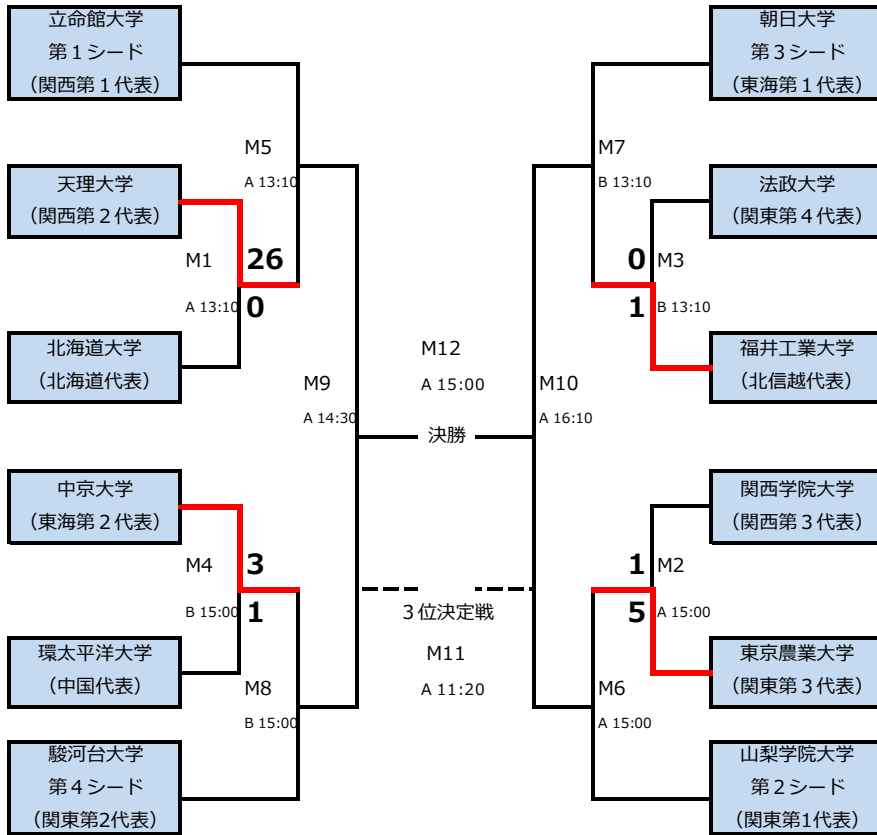 立命館大学
第１シード
（関西第１代表）
朝日大学
第３シード
（東海第１代表）
M5
A 13:10
M7
B 13:10
天理大学
（関西第２代表）
法政大学
（関東第４代表）
M1
A 13:10
26
0
0
1
M3
B 13:10
北海道大学
（北海道代表）
福井工業大学
（北信越代表）
M12
A 15:00
決勝
M9
A 14:30
M10
A 16:10
中京大学
（東海第２代表）
関西学院大学
（関西第３代表）
M4
B 15:00
3
1
1
5
M2
A 15:00
３位決定戦
M11
A 11:20
環太平洋大学
（中国代表）
東京農業大学
（関東第３代表）
M8
B 15:00
M6
A 15:00
駿河台大学
第４シード
（関東第2代表）
山梨学院大学
第２シード
（関東第1代表）